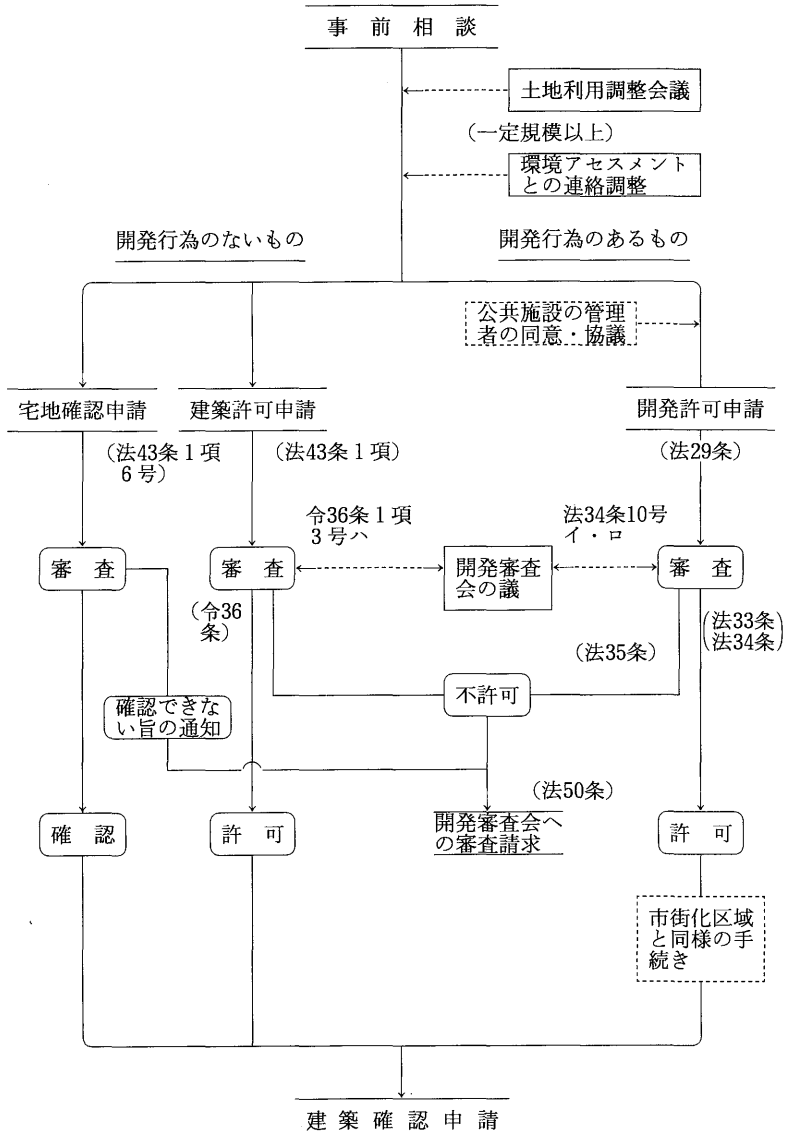 事前相談
土地利用調整会議
(一定規模以上)
環境アセスメント
との連絡調整
開発行為のないもの
開発行為のあるもの
公共施設の管理
者の同意・協議
宅地確認申請
建築許可申請
開発許可申請
(法43条1項
6号)
(法43条1項)
(法29条)
令36条1項
3号ハ
法34条10号
イ・ロ
審査
審査
開発審査
会の議
審査
(令36
条)
(法33条
法34条)
(法35条)
不許可
確認できな
い旨の通知
(法50条)
確認
許可
開発審査会へ
の審査請求
許可
市街化区域
と同様の手
続き
建築確認申請